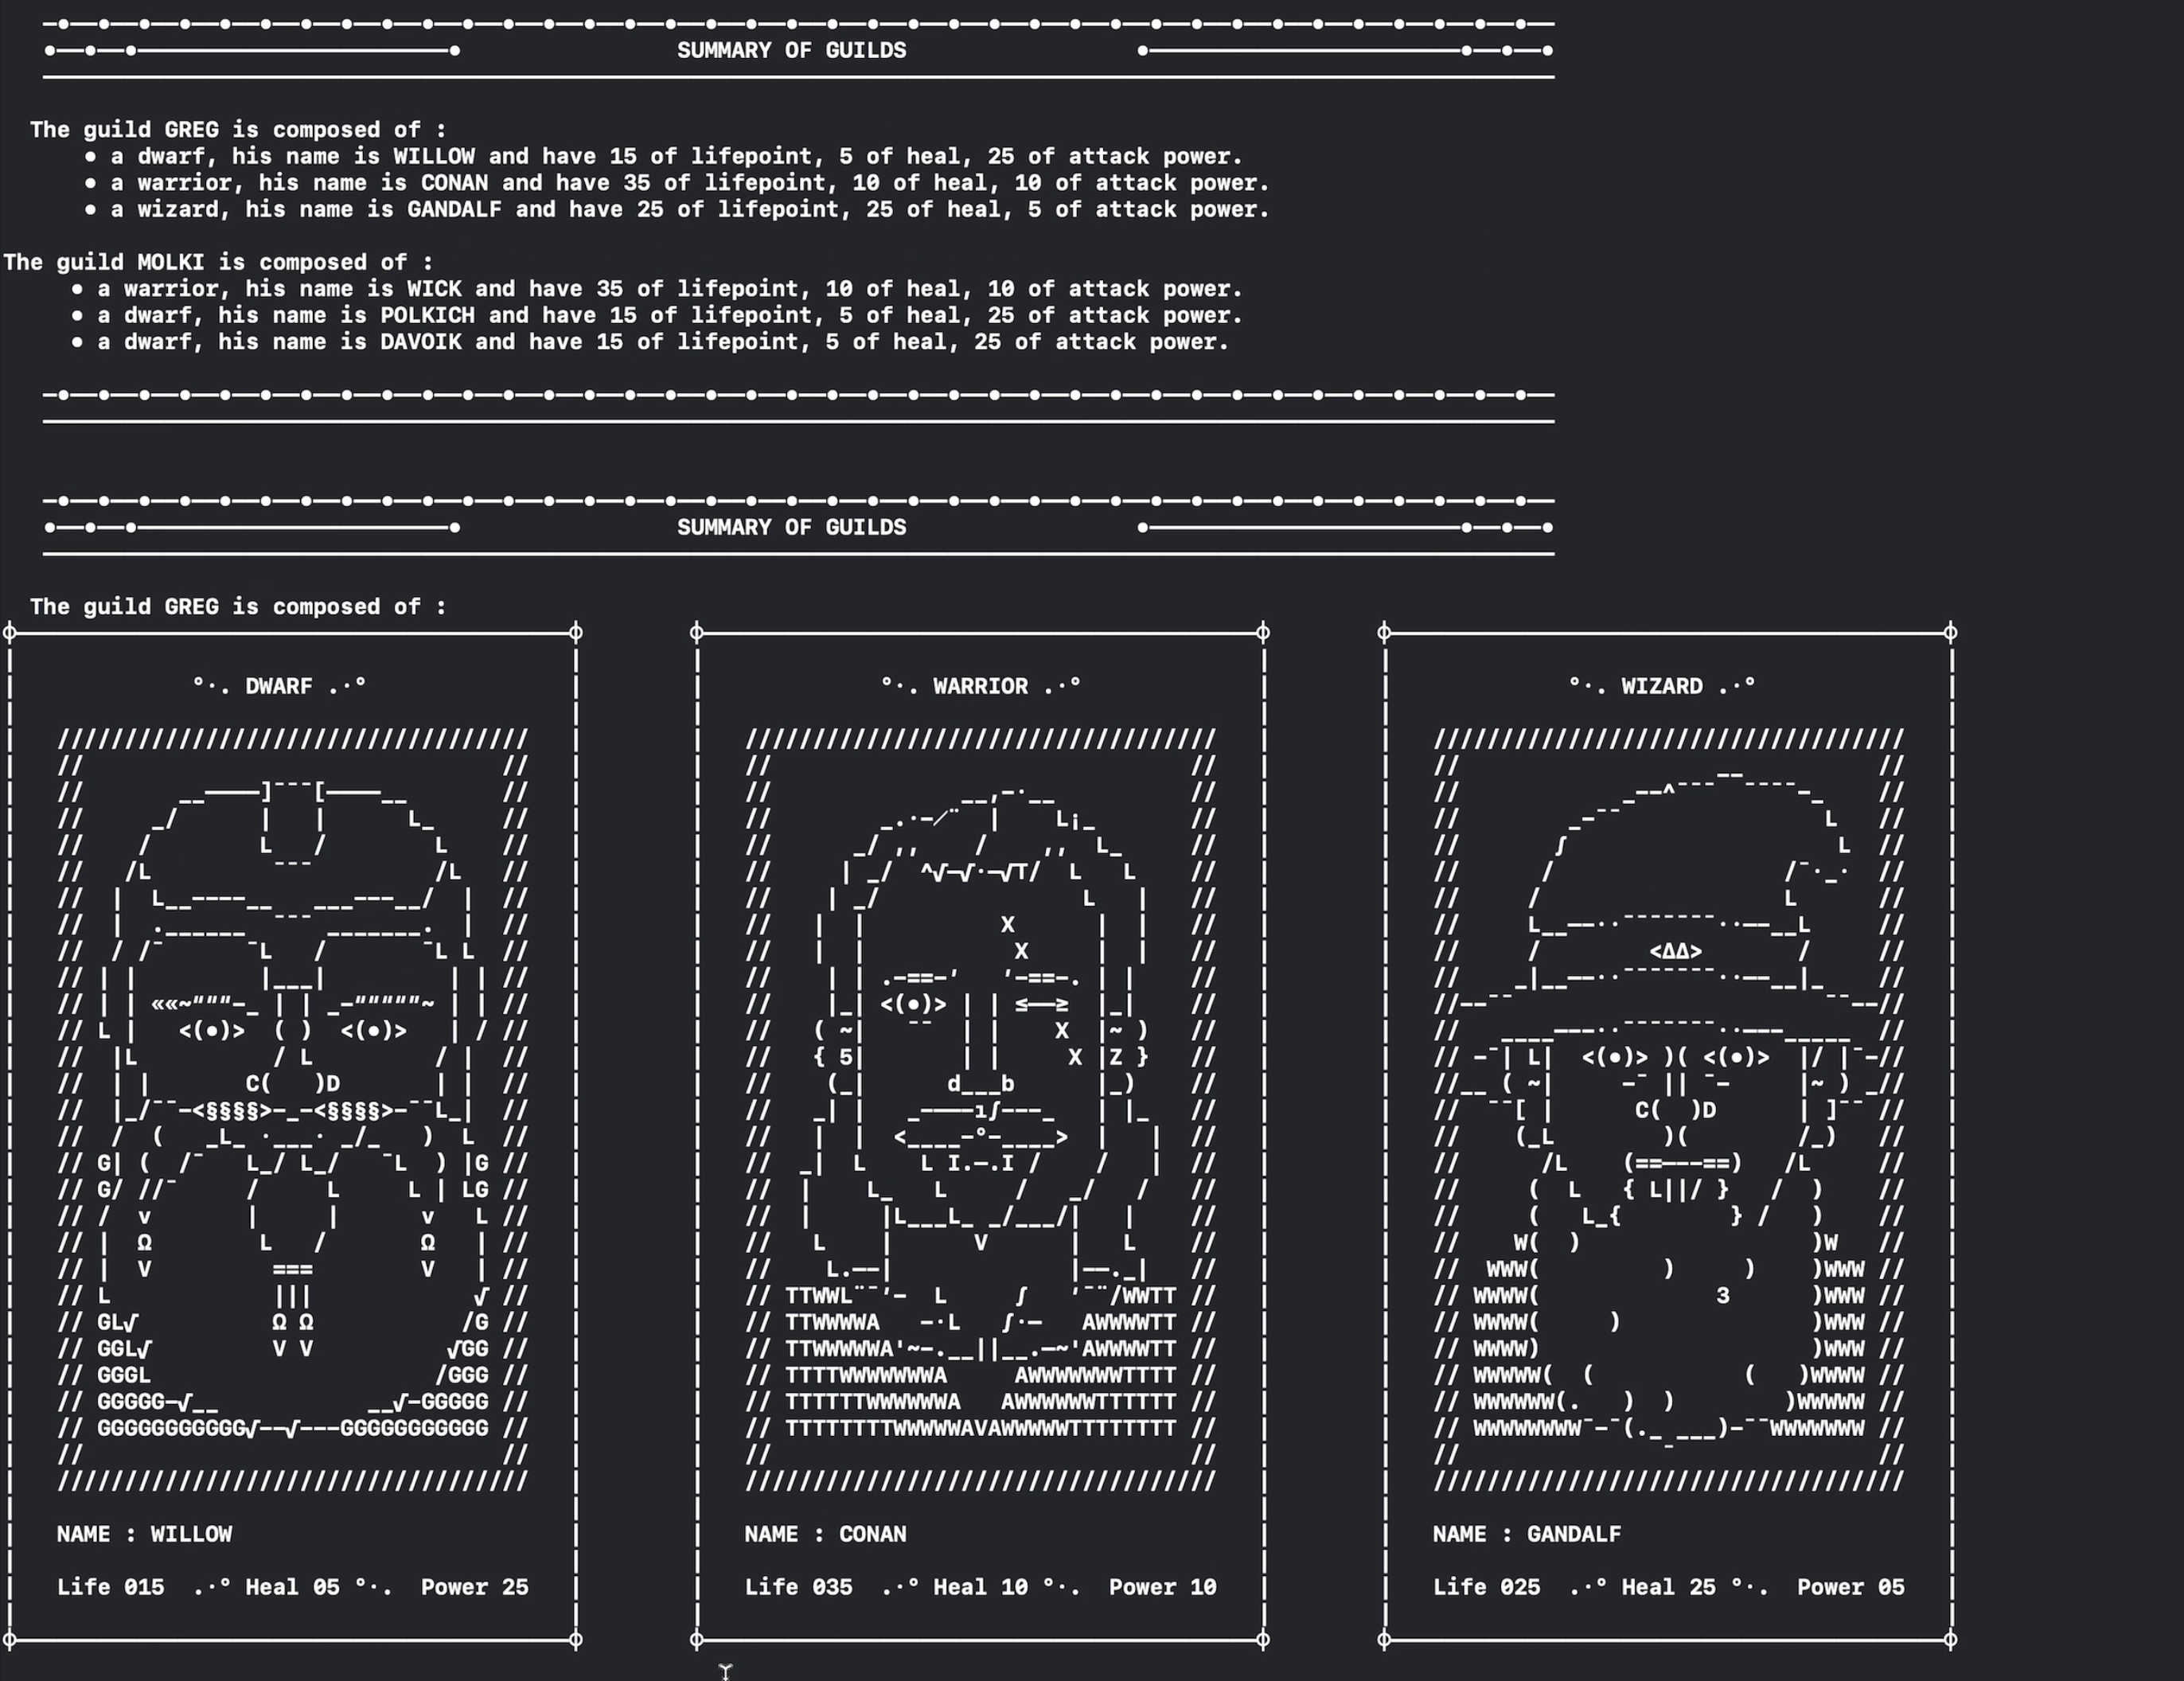 SUMMARY OF GUILDS
The guild GREG is composed of :
• a dwarf, his name is WILLOW and have 15 of lifepoint, 5 of heal, 25 of attack power.
• a warrior, his name is CONAN and have 35 of lifepoint, 10 of heal, 10 of attack power.
• a wizard, his name is GANDALF and have 25 of lifepoint, 25 of heal, 5 of attack power.
The guild MOLKI is composed of :
• a warrior, his name is WICK and have 35 of lifepoint, 10 of heal, 10 of attack power.
• a dwarf, his name is POLKICH and have 15 of lifepoint, 5 of heal, 25 of attack power.
• a dwarf, his name is DAVOIK and have 15 of lifepoint, 5 of heal, 25 of attack power.
SUMMARY OF GUILDS
The guild GREG is composed of :
°·. DWARF .·°
NAME : WILLOW
Life 015 .·° Heal 05 °·. Power 25
°·. WARRIOR .·°
NAME : CONAN
Life 035 .·° Heal 10 °·. Power 10
°·. WIZARD .·°
NAME : GANDALF
Life 025 .·° Heal 25 °·. Power 05